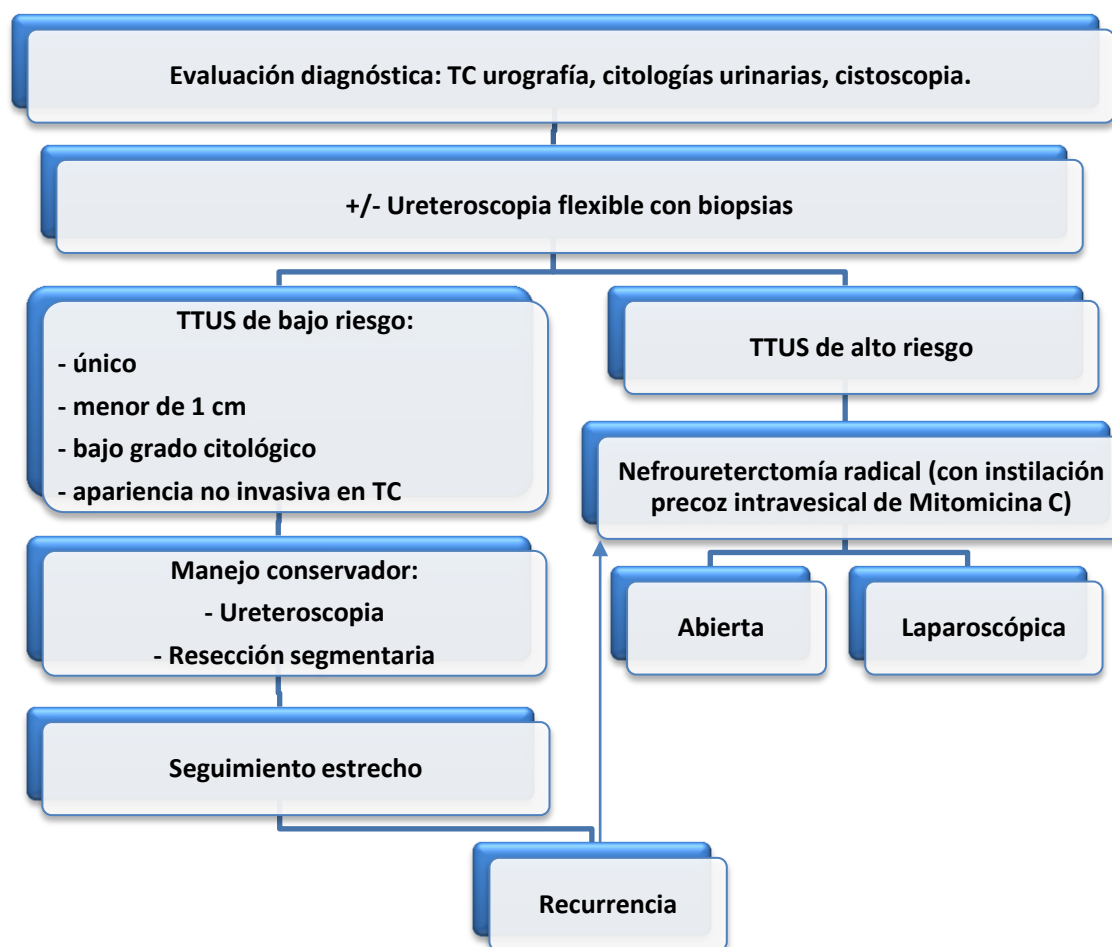 Evaluación diagnóstica: TC urografía, citologías urinarias, cistoscopia.
+/- Ureteroscopia flexible con biopsias
TTUS de bajo riesgo:
- único
- menor de 1 cm
- bajo grado citológico
- apariencia no invasiva en TC
TTUS de alto riesgo
Nefroureterctomía radical (con instilación
precoz intravesical de Mitomicina C)
Manejo conservador:
- Ureteroscopia
- Resección segmentaria
Abierta
Laparoscópica
Seguimiento estrecho
Recurrencia